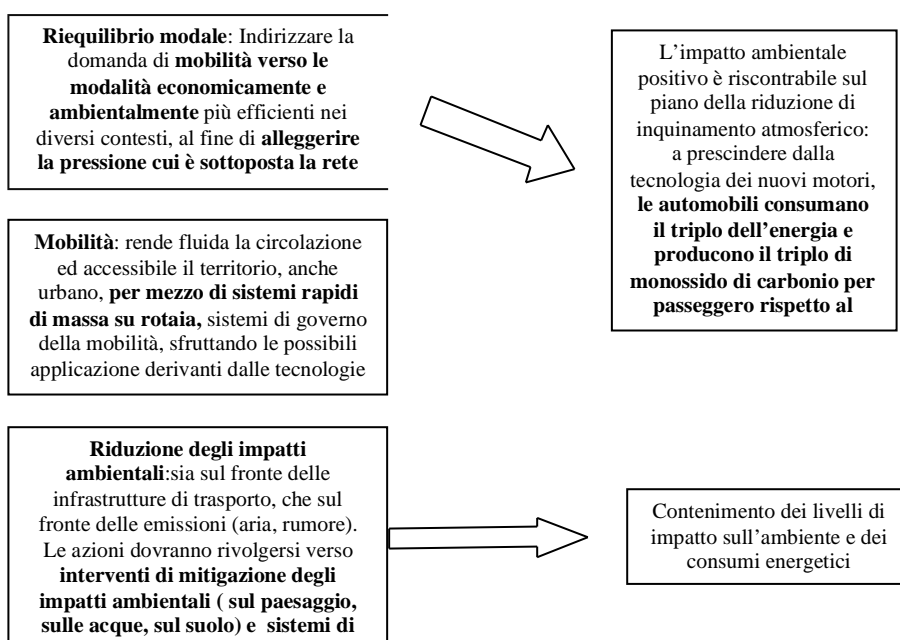 Riequilibrio modale: Indirizzare la
domanda di mobilità verso le
modalità economicamente e
ambientalmente più efficienti nei
diversi contesti, al fine di alleggerire
la pressione cui è sottoposta la rete
L'impatto ambientale
positivo è riscontrabile sul
piano della riduzione di
inquinamento atmosferico:
a prescindere dalla
tecnologia dei nuovi motori,
le automobili consumano
il triplo dell'energia e
producono il triplo di
monossido di carbonio per
passeggero rispetto al
Mobilità: rende fluida la circolazione
ed accessibile il territorio, anche
urbano, per mezzo di sistemi rapidi
di massa su rotaia, sistemi di governo
della mobilità, sfruttando le possibili
applicazione derivanti dalle tecnologie
Riduzione degli impatti
ambientali:sia sul fronte delle
infrastrutture di trasporto, che sul
fronte delle emissioni (aria, rumore).
Le azioni dovranno rivolgersi verso
interventi di mitigazione degli
impatti ambientali ( sul paesaggio,
sulle acque, sul suolo) e sistemi di
Contenimento dei livelli di
impatto sull'ambiente e dei
consumi energetici